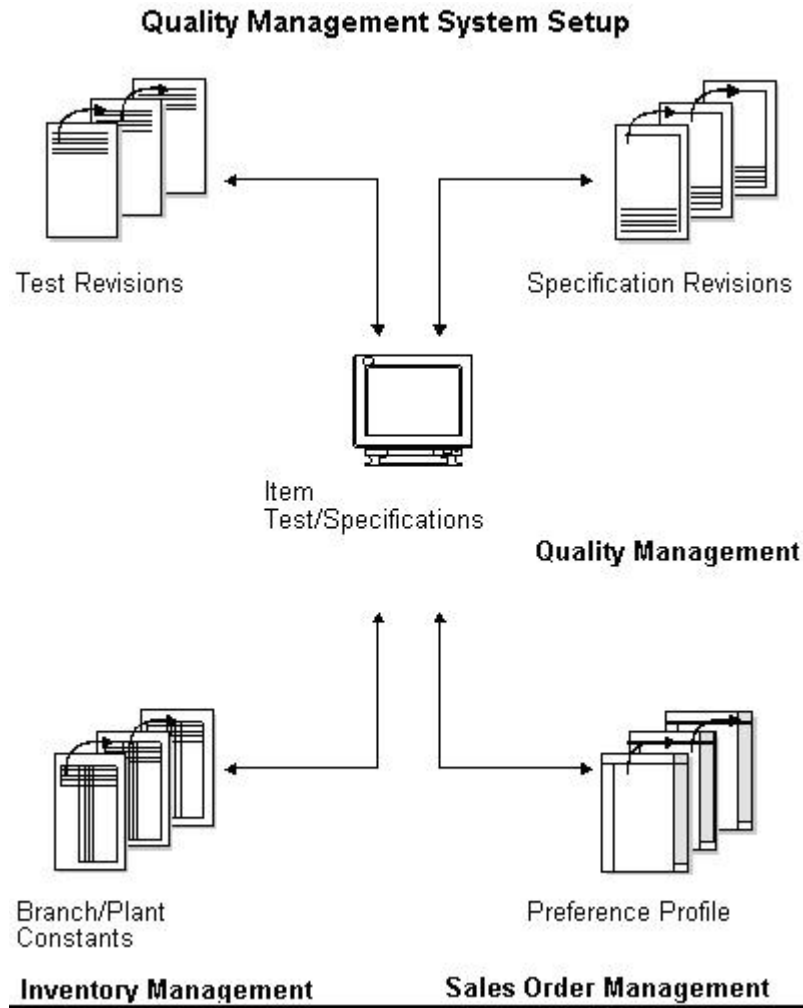 Quality Management System Setup
Test Revisions
Specification Revisions
Item
Test/Specifications
Quality Management
Branch/Plant
Constants
Preference Profile
Inventory Management
Sales Order Management